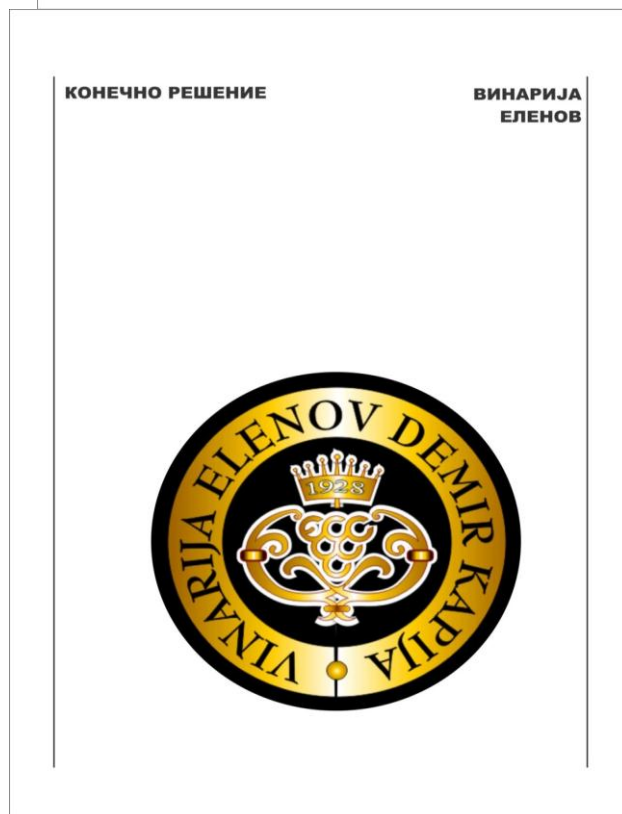 КОНЕЧНО РЕШЕНИЕ
ВИНАРИЈА
ЕЛЕНОВ
VINARIJA ELENOV DEMIR KAPIJA
1928